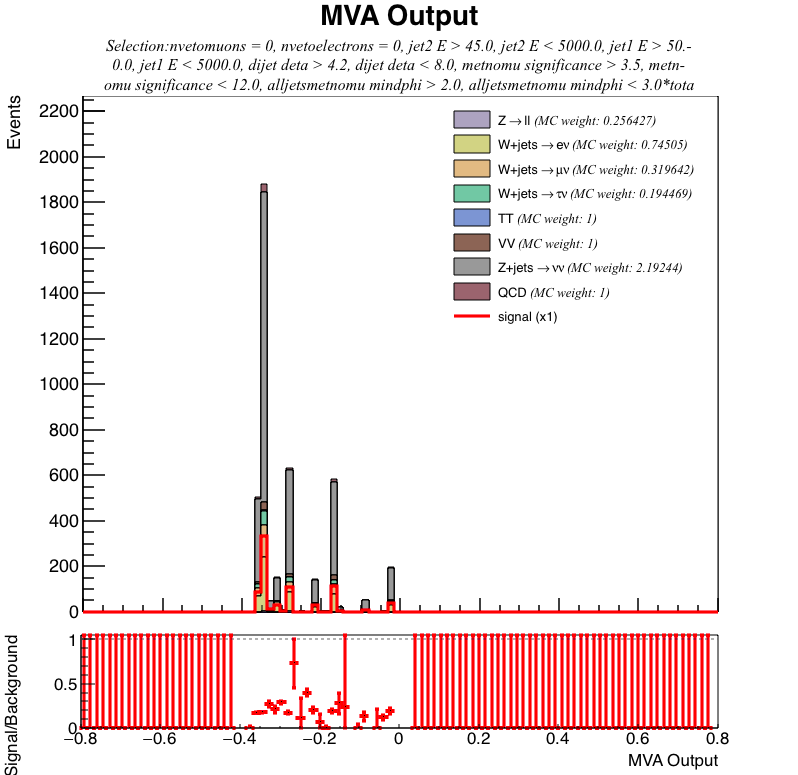 MVA Output
Selection:nvetomuons = 0, nvetoelectrons = 0, jet2 E > 45.0, jet2 E < 5000.0, jet1 E > 50.-
0.0, jet1 E < 5000.0, dijet deta > 4.2, dijet deta < 8.0, metnomu significance > 3.5, metn-
omu significance < 12.0, alljetsmetnomu mindphi > 2.0, alljetsmetnomu mindphi < 3.0*tota
Events
2200
2000
1800
1600
1400
1200
1000
800
600
400
200
0
Z→ll (MC weight: 0.256427)
W+jets→eν (MC weight: 0.74505)
W+jets→μν (MC weight: 0.319642)
W+jets→τν (MC weight: 0.194469)
TT (MC weight: 1)
VV (MC weight: 1)
Z+jets→νν (MC weight: 2.19244)
QCD (MC weight: 1)
signal (x1)
Signal/Background
1
0.5
0
−0.8 −0.6 −0.4 −0.2 0 0.2 0.4 0.6 0.8
MVA Output